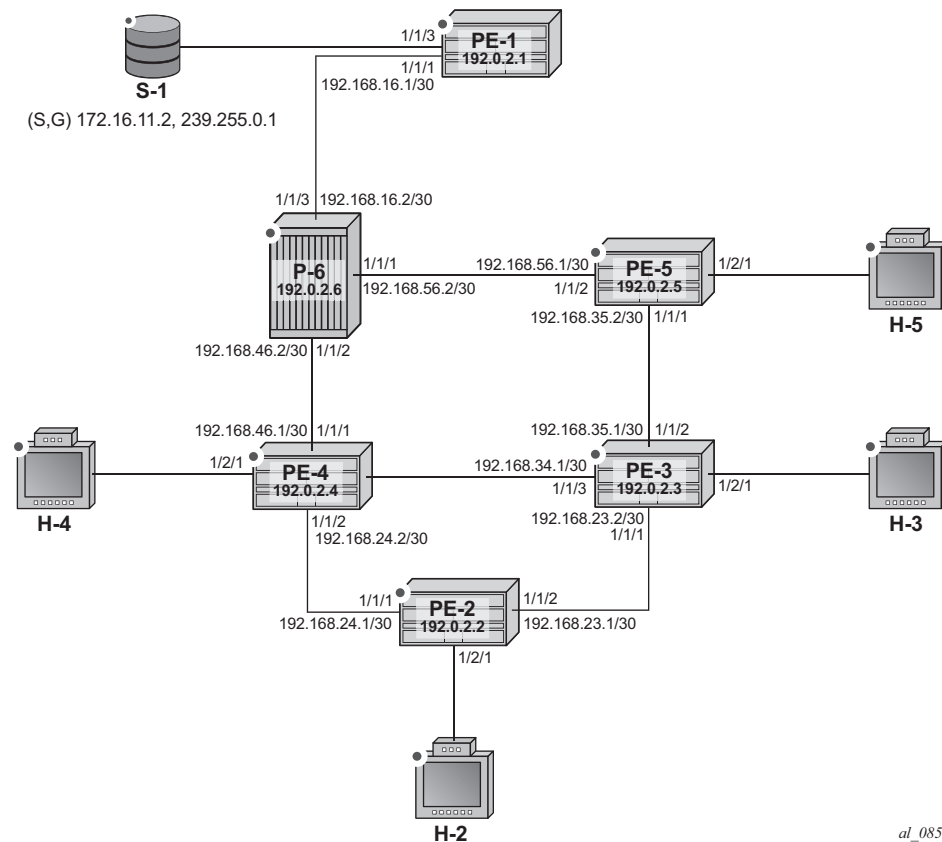 1/1/3
PE-1
192.0.2.1
1/1/1
192.168.16.1/30
S-1
(S,G) 172.16.11.2, 239.255.0.1
1/1/3
192.168.16.2/30
P-6
192.0.2.6
1/1/1
192.168.56.2/30
192.168.56.1/30
1/1/2
PE-5
192.0.2.5
1/2/1
H-5
192.168.35.2/30
1/1/1
192.168.46.2/30
1/1/2
192.168.46.1/30
1/1/1
192.168.35.1/30
1/1/2
1/2/1
PE-4
192.0.2.4
H-4
192.168.34.1/30
1/1/3
PE-3
192.0.2.3
1/2/1
H-3
1/1/2
192.168.24.2/30
192.168.23.2/30
1/1/1
1/1/1
192.168.24.1/30
PE-2
192.0.2.2
1/1/2
192.168.23.1/30
1/2/1
H-2
al_085